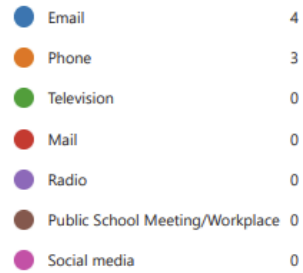 Email 4
Phone 3
Television 0
Mail 0
Radio 0
Public School Meeting/Workplace 0
Social media 0